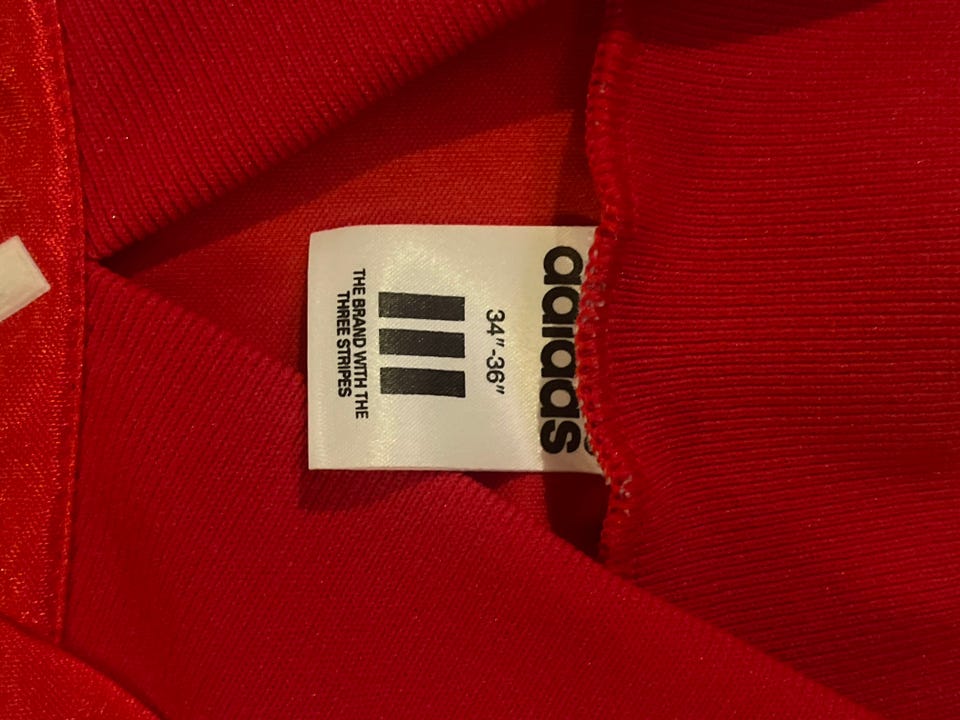 adidas
34"-36"
THE BRAND WITH THE
THREE STRIPES